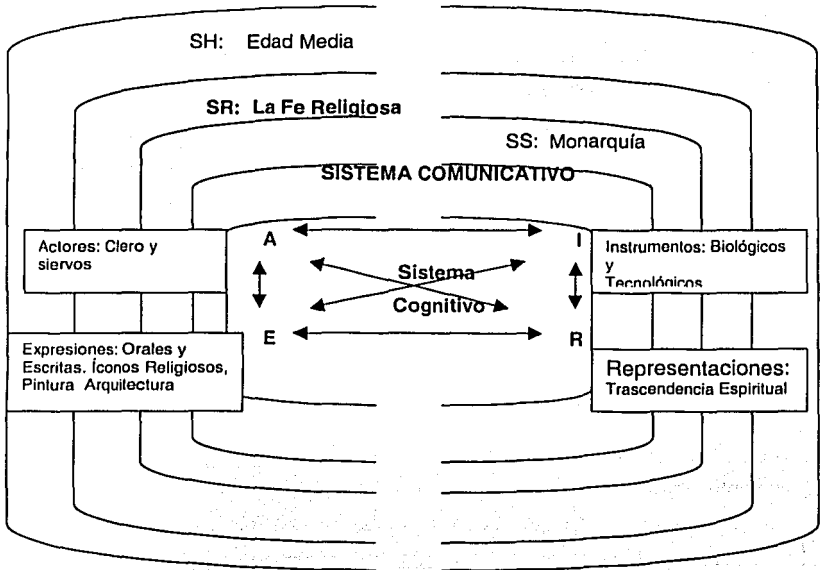 SH: Edad Media
SR: La Fe Religiosa
SS: Monarquía
SISTEMA COMUNICATIVO
Actores: Clero y
siervos
A
I
Instrumentos: Biológicos
y
Tecnológicos
Sistema
Cognitivo
E
R
Expresiones: Orales y
Escritas. Íconos Religiosos,
Pintura Arquitectura
Representaciones:
Trascendencia Espiritual